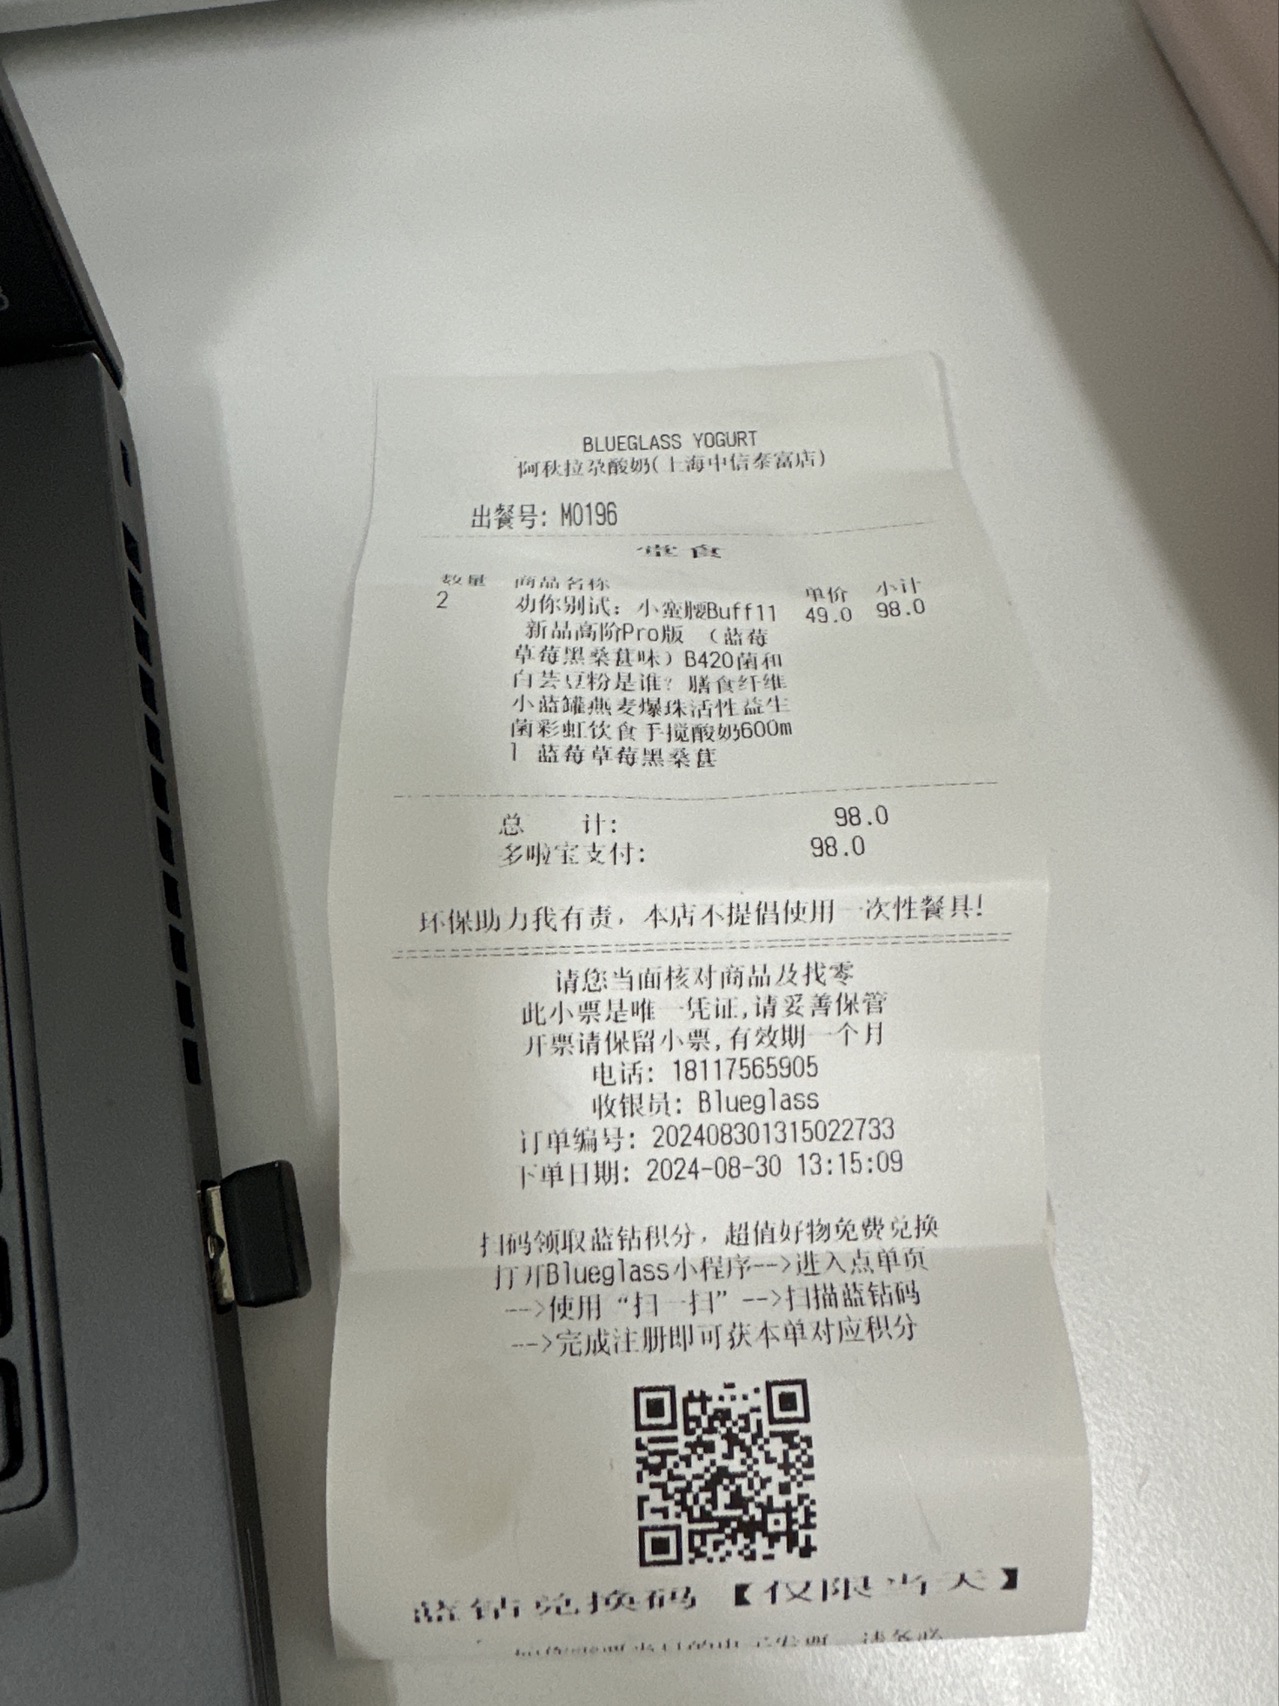 BLUEGLASS YOGURT
阿秋拉尕酸奶(上海中信泰富店)
出餐号: M0196
堂食
数量 商品名称 单价 小计
2 劝你别试: 小蛮腰Buff11 49.0 98.0
新品高阶Pro版 (蓝莓
草莓黑桑葚味) B420菌和
白芸豆粉是谁? 膳食纤维
小蓝罐燕麦爆珠活性益生
菌彩虹饮食手搅酸奶600m
l 蓝莓草莓黑桑葚
总 计: 98.0
多啦宝支付: 98.0
环保助力我有责, 本店不提倡使用一次性餐具!
请您当面核对商品及找零
此小票是唯一凭证,请妥善保管
开票请保留小票,有效期一个月
电话: 18117565905
收银员: Blueglass
订单编号: 202408301315022733
下单日期: 2024-08-30 13:15:09
扫码领取蓝钻积分, 超值好物免费兑换
打开Blueglass小程序-->进入点单页
-->使用“扫一扫”-->扫描蓝钻码
-->完成注册即可获本单对应积分
蓝钻兑换码【仅限当天】